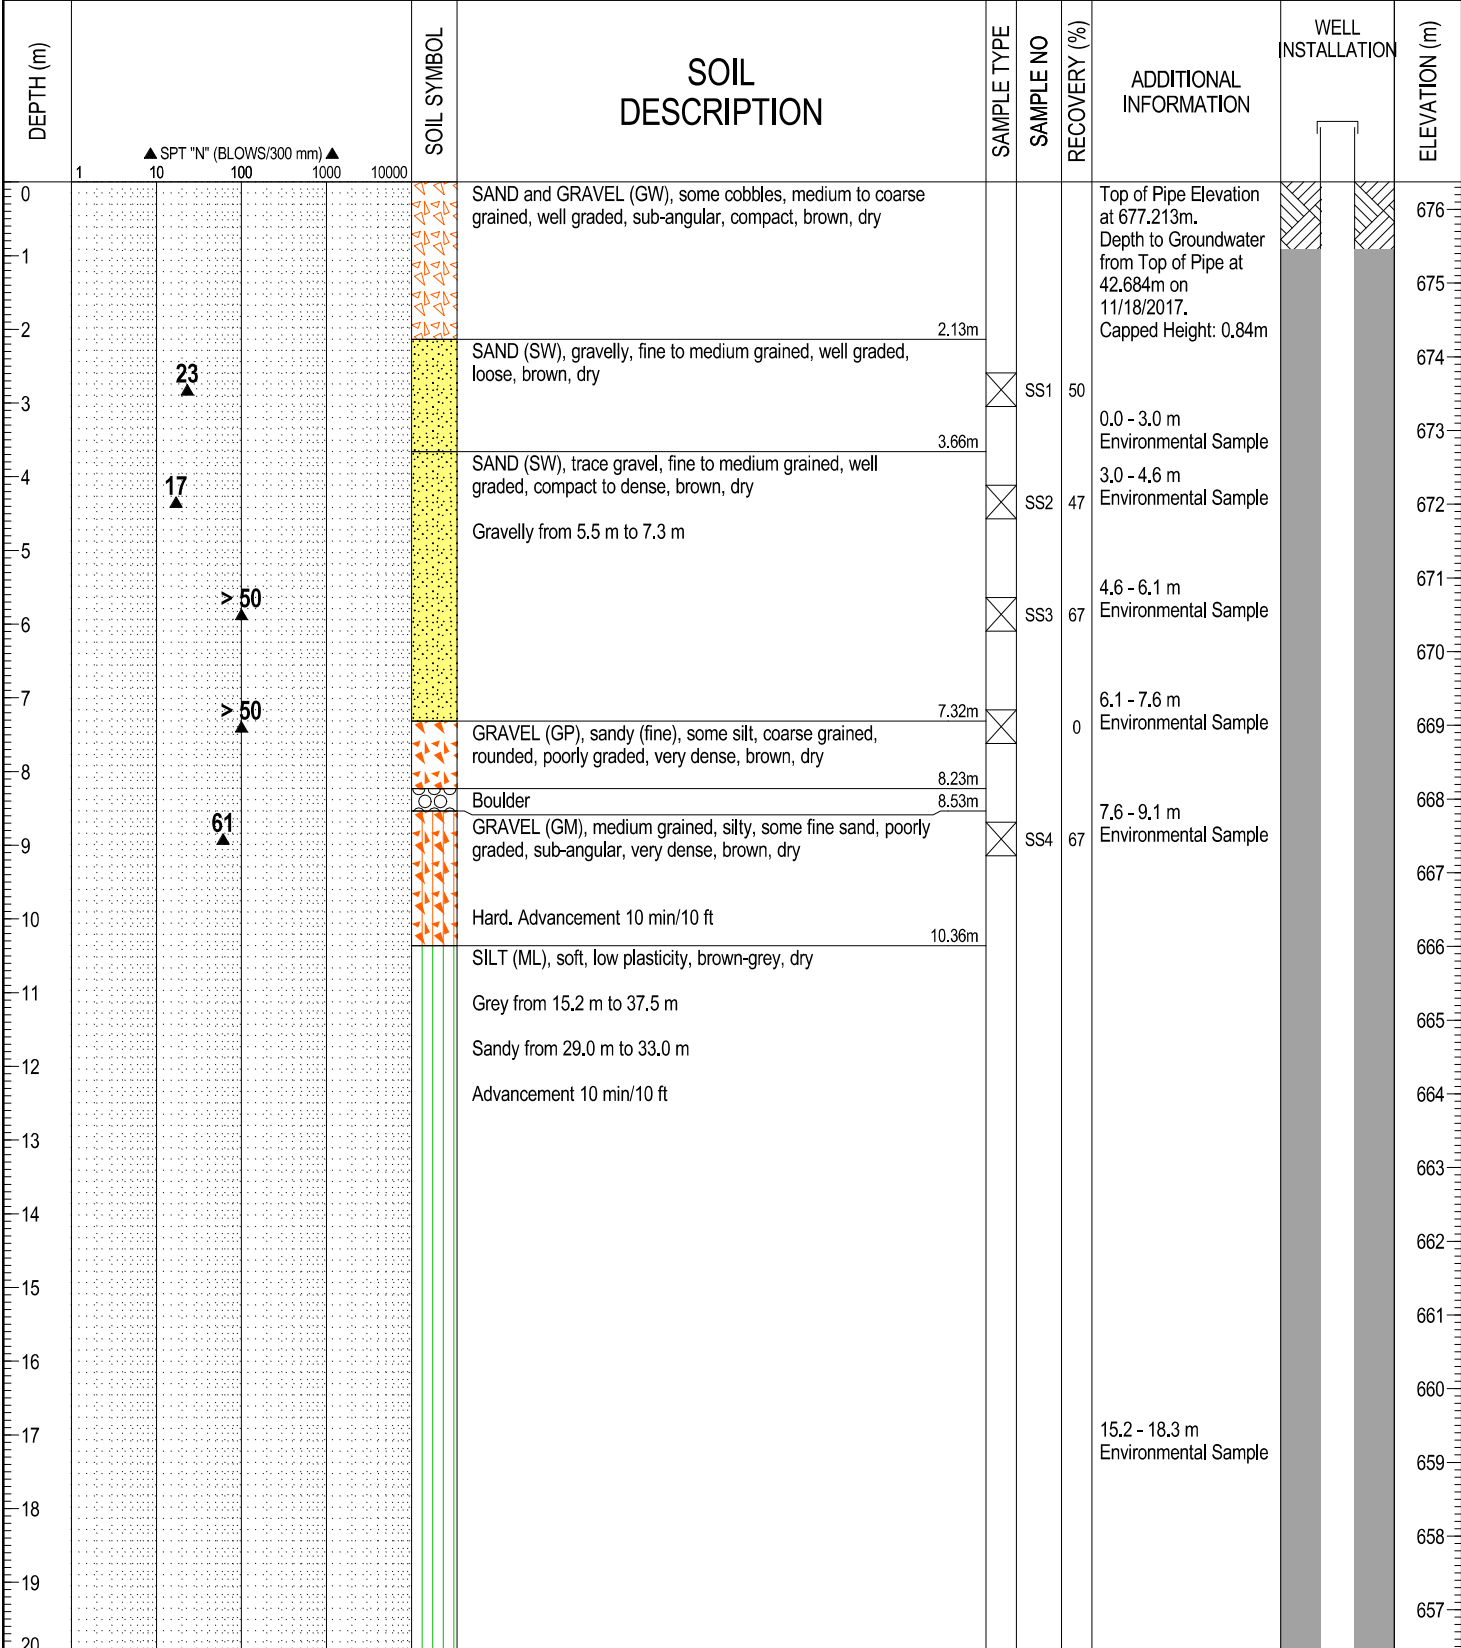 DEPTH (m)
▲ SPT "N" (BLOWS/300 mm) ▲
1 10 100 1000 10000
SOIL SYMBOL
SOIL
DESCRIPTION
SAMPLE TYPE
SAMPLE NO
RECOVERY (%)
ADDITIONAL
INFORMATION
WELL
INSTALLATION
ELEVATION (m)
0
1
2
3
4
5
6
7
8
9
10
11
12
13
14
15
16
17
18
19
20
23
17
> 50
> 50
61
SAND and GRAVEL (GW), some cobbles, medium to coarse
grained, well graded, sub-angular, compact, brown, dry
2.13m
SAND (SW), gravelly, fine to medium grained, well graded,
loose, brown, dry
3.66m
SAND (SW), trace gravel, fine to medium grained, well
graded, compact to dense, brown, dry
Gravelly from 5.5 m to 7.3 m
7.32m
GRAVEL (GP), sandy (fine), some silt, coarse grained,
rounded, poorly graded, very dense, brown, dry
8.23m
Boulder 8.53m
GRAVEL (GM), medium grained, silty, some fine sand, poorly
graded, sub-angular, very dense, brown, dry
Hard. Advancement 10 min/10 ft
10.36m
SILT (ML), soft, low plasticity, brown-grey, dry
Grey from 15.2 m to 37.5 m
Sandy from 29.0 m to 33.0 m
Advancement 10 min/10 ft
SS1 50
SS2 47
SS3 67
0
SS4 67
Top of Pipe Elevation
at 677.213m.
Depth to Groundwater
from Top of Pipe at
42.684m on
11/18/2017.
Capped Height: 0.84m
0.0 - 3.0 m
Environmental Sample
3.0 - 4.6 m
Environmental Sample
4.6 - 6.1 m
Environmental Sample
6.1 - 7.6 m
Environmental Sample
7.6 - 9.1 m
Environmental Sample
15.2 - 18.3 m
Environmental Sample
676
675
674
673
672
671
670
669
668
667
666
665
664
663
662
661
660
659
658
657